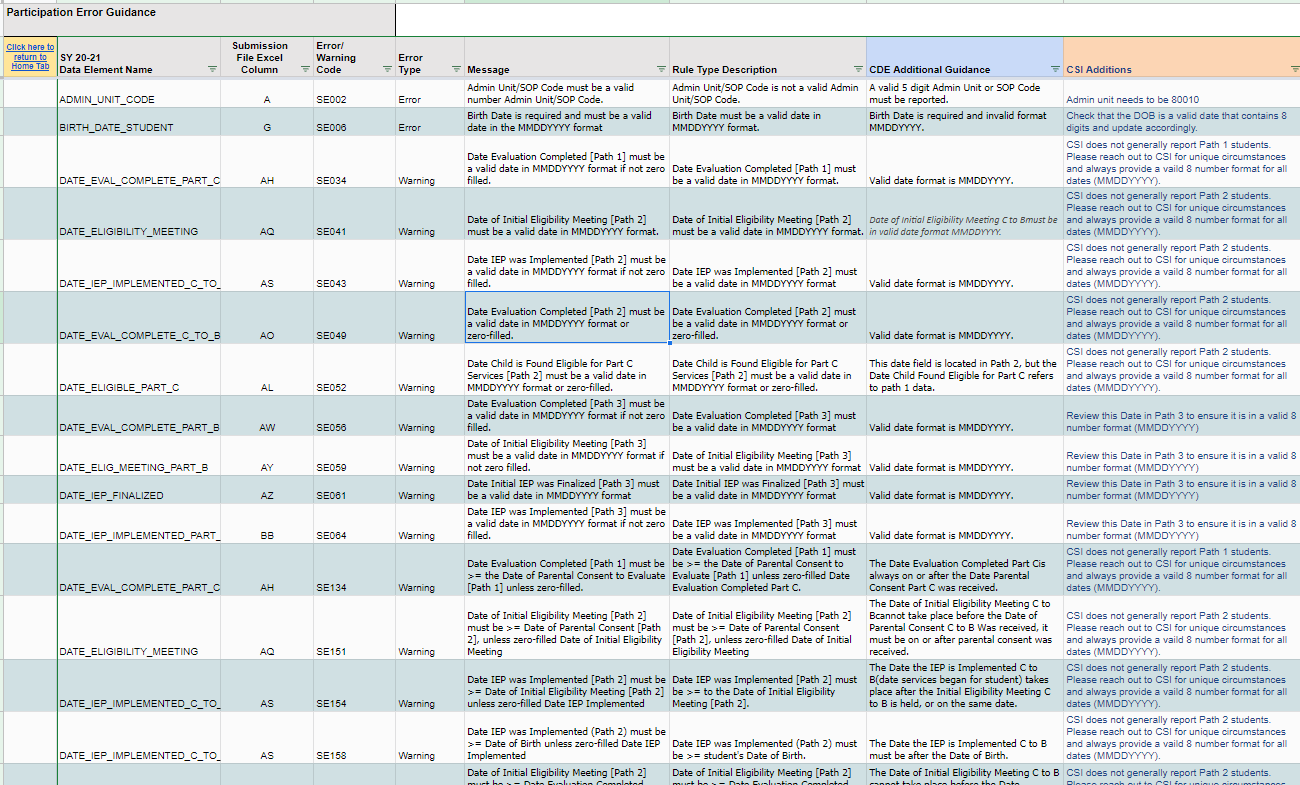 Participation Error Guidance
Click here to
return to
Home Tab
SY 20-21
Data Element Name
Submission
File Excel
Column
Error/
Warning
Code
Error
Type
Message
Rule Type Description
CDE Additional Guidance
CSI Additions
ADMIN_UNIT_CODE
A
SE002
Error
Admin Unit/SOP Code must be a valid
number Admin Unit/SOP Code.
Admin Unit/SOP Code is not a valid Admin
Unit/SOP Code.
A valid 5 digit Admin Unit or SOP Code
must be reported.
Admin unit needs to be 80010
BIRTH_DATE_STUDENT
G
SE006
Error
Birth Date is required and must be a valid
date in the MMDDYYYY format
Birth Date must be a valid date in
MMDDYYYY format.
Birth Date is required and invalid format
MMDDYYYY.
Check that the DOB is a valid date that contains 8
digits and update accordingly.
DATE_EVAL_COMPLETE_PART_C
AH
SE034
Warning
Date Evaluation Completed [Path 1] must be
a valid date in MMDDYYYY format if not zero
filled.
Date Evaluation Completed [Path 1] must
be a valid date in MMDDYYYY format.
Valid date format is MMDDYYYY.
CSI does not generally report Path 1 students.
Please reach out to CSI for unique circumstances
and always provide a vaild 8 number format for all
dates (MMDDYYYY).
DATE_ELIGIBILITY_MEETING
AQ
SE041
Warning
Date of Initial Eligibility Meeting [Path 2]
must be a valid date in MMDDYYYY format.
Date of Initial Eligibility Meeting [Path 2]
must be a valid date in MMDDYYYY format.
Date of Initial Eligibility Meeting C to Bmust be
in valid date format MMDDYYYY.
CSI does not generally report Path 2 students.
Please reach out to CSI for unique circumstances
and always provide a vaild 8 number format for all
dates (MMDDYYYY).
DATE_IEP_IMPLEMENTED_C_TO_
AS
SE043
Warning
Date IEP was Implemented [Path 2] must be
a valid date in MMDDYYYY format if not zero
filled.
Date IEP was Implemented [Path 2] must
be a valid date in MMDDYYYY format
Valid date format is MMDDYYYY.
CSI does not generally report Path 2 students.
Please reach out to CSI for unique circumstances
and always provide a vaild 8 number format for all
dates (MMDDYYYY).
DATE_EVAL_COMPLETE_C_TO_B
AO
SE049
Warning
Date Evaluation Completed [Path 2] must be
a valid date in MMDDYYYY format or
zero-filled.
Date Evaluation Completed [Path 2] must
be a valid date in MMDDYYYY format or
zero-filled.
Valid date format is MMDDYYYY.
CSI does not generally report Path 2 students.
Please reach out to CSI for unique circumstances
and always provide a vaild 8 number format for all
dates (MMDDYYYY).
DATE_ELIGIBLE_PART_C
AL
SE052
Warning
Date Child is Found Eligible for Part C
Services [Path 2] must be a valid date in
MMDDYYYY format or zero-filled.
Date Child is Found Eligible for Part C
Services [Path 2] must be a valid date in
MMDDYYYY format or zero-filled.
This date field is located in Path 2, but the
Date Child Found Eligible for Part C refers
to path 1 data.
CSI does not generally report Path 2 students.
Please reach out to CSI for unique circumstances
and always provide a vaild 8 number format for all
dates (MMDDYYYY).
DATE_EVAL_COMPLETE_PART_B
AW
SE056
Warning
Date Evaluation Completed [Path 3] must be
a valid date in MMDDYYYY format if not zero
filled.
Date Evaluation Completed [Path 3] must
be a valid date in MMDDYYYY format
Valid date format is MMDDYYYY.
Review this Date in Path 3 to ensure it is in a valid 8
number format (MMDDYYYY)
DATE_ELIG_MEETING_PART_B
AY
SE059
Warning
Date of Initial Eligibility Meeting [Path 3]
must be a valid date in MMDDYYYY format if
not zero filled.
Date of Initial Eligibility Meeting [Path 3]
must be a valid date in MMDDYYYY format
Valid date format is MMDDYYYY.
Review this Date in Path 3 to ensure it is in a valid 8
number format (MMDDYYYY)
DATE_IEP_FINALIZED
AZ
SE061
Warning
Date Initial IEP was Finalized [Path 3] must
be a valid date in MMDDYYYY format
Date Initial IEP was Finalized [Path 3] must
be a valid date in MMDDYYYY format
Valid date format is MMDDYYYY.
Review this Date in Path 3 to ensure it is in a valid 8
number format (MMDDYYYY)
DATE_IEP_IMPLEMENTED_PART_
BB
SE064
Warning
Date IEP was Implemented [Path 3] must be
a valid date in MMDDYYYY format if not zero
filled.
Date IEP was Implemented [Path 3] must
be a valid date in MMDDYYYY format
Valid date format is MMDDYYYY.
Review this Date in Path 3 to ensure it is in a valid 8
number format (MMDDYYYY)
DATE_EVAL_COMPLETE_PART_C
AH
SE134
Warning
Date Evaluation Completed [Path 1] must be
>= the Date of Parental Consent to Evaluate
[Path 1] unless zero-filled.
Date Evaluation Completed [Path 1] must
be >= the Date of Parental Consent to
Evaluate [Path 1] unless zero-filled Date
Evaluation Completed Part C.
The Date Evaluation Completed Part Cis
always on or after the Date Parental
Consent Part C was received.
CSI does not generally report Path 1 students.
Please reach out to CSI for unique circumstances
and always provide a vaild 8 number format for all
dates (MMDDYYYY).
DATE_ELIGIBILITY_MEETING
AQ
SE151
Warning
Date of Initial Eligibility Meeting [Path 2]
must be >= Date of Parental Consent [Path
2], unless zero-filled Date of Initial Eligibility
Meeting
Date of Initial Eligibility Meeting [Path 2]
must be >= Date of Parental Consent
[Path 2], unless zero-filled Date of Initial
Eligibility Meeting
The Date of Initial Eligibility Meeting C to
Bcannot take place before the Date of
Parental Consent C to B Was received, it
must be on or after parental consent was
received.
CSI does not generally report Path 2 students.
Please reach out to CSI for unique circumstances
and always provide a vaild 8 number format for all
dates (MMDDYYYY).
DATE_IEP_IMPLEMENTED_C_TO_
AS
SE154
Warning
Date IEP was Implemented [Path 2] must be
>= Date of Initial Eligibility Meeting [Path 2]
unless zero-filled Date IEP Implemented
Date IEP was Implemented [Path 2] must
be >= to the Date of Initial Eligibility
Meeting [Path 2].
The Date the IEP is Implemented C to
B(date services began for student) takes
place after the Initial Eligibility Meeting C
to B is held, or on the same date.
CSI does not generally report Path 2 students.
Please reach out to CSI for unique circumstances
and always provide a vaild 8 number format for all
dates (MMDDYYYY).
DATE_IEP_IMPLEMENTED_C_TO_
AS
SE158
Warning
Date IEP was Implemented (Path 2) must be
>= Date of Birth unless zero-filled Date IEP
Implemented
Date IEP was Implemented (Path 2) must
be >= student's Date of Birth.
The Date the IEP is Implemented C to B
must be after the Date of Birth.
CSI does not generally report Path 2 students.
Please reach out to CSI for unique circumstances
and always provide a vaild 8 number format for all
dates (MMDDYYYY).
Date of Initial Eligibility Meeting [Path 2]
must be >= Date Evaluation Completed
Date of Initial Eligibility Meeting [Path 2]
must be >= Date Evaluation Completed
The Date of Initial Eligibility Meeting C to B
cannot take place before the Date
CSI does not generally report Path 2 students.
Please reach out to CSI for unique circumstances